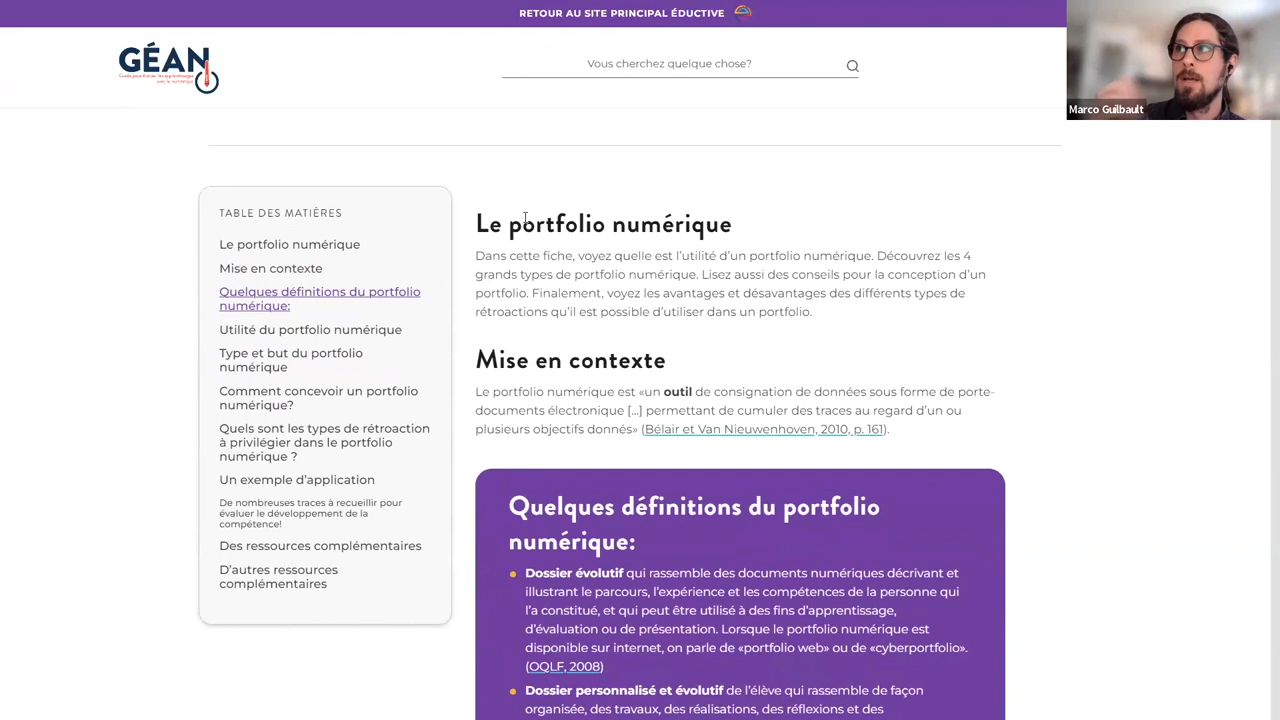 RETOUR AU SITE PRINCIPAL ÉDUCTIVE
GÉAN
Guide pour évaluer les apprentissages
avec le numérique
Vous cherchez quelque chose?
Marco Guilbault
TABLE DES MATIÈRES
Le portfolio numérique
Mise en contexte
Quelques définitions du portfolio
numérique:
Utilité du portfolio numérique
Type et but du portfolio
numérique
Comment concevoir un portfolio
numérique?
Quels sont les types de rétroaction
à privilégier dans le portfolio
numérique ?
Un exemple d’application
De nombreuses traces à recueillir pour
évaluer le développement de la
compétence!
Des ressources complémentaires
D’autres ressources
complémentaires
Le portfolio numérique
Dans cette fiche, voyez quelle est l’utilité d’un portfolio numérique. Découvrez les 4
grands types de portfolio numérique. Lisez aussi des conseils pour la conception d’un
portfolio. Finalement, voyez les avantages et désavantages des différents types de
rétroactions qu’il est possible d’utiliser dans un portfolio.
Mise en contexte
Le portfolio numérique est «un outil de consignation de données sous forme de porte-
documents électronique [...] permettant de cumuler des traces au regard d’un ou
plusieurs objectifs donnés» (Bélair et Van Nieuwenhoven, 2010, p. 161).
Quelques définitions du portfolio
numérique:
Dossier évolutif qui rassemble des documents numériques décrivant et
illustrant le parcours, l’expérience et les compétences de la personne qui
l’a constitué, et qui peut être utilisé à des fins d’apprentissage,
d’évaluation ou de présentation. Lorsque le portfolio numérique est
disponible sur internet, on parle de «portfolio web» ou de «cyberportfolio».
(OQLF, 2008)
Dossier personnalisé et évolutif de l’élève qui rassemble de façon
organisée, des travaux, des réalisations, des réflexions et des